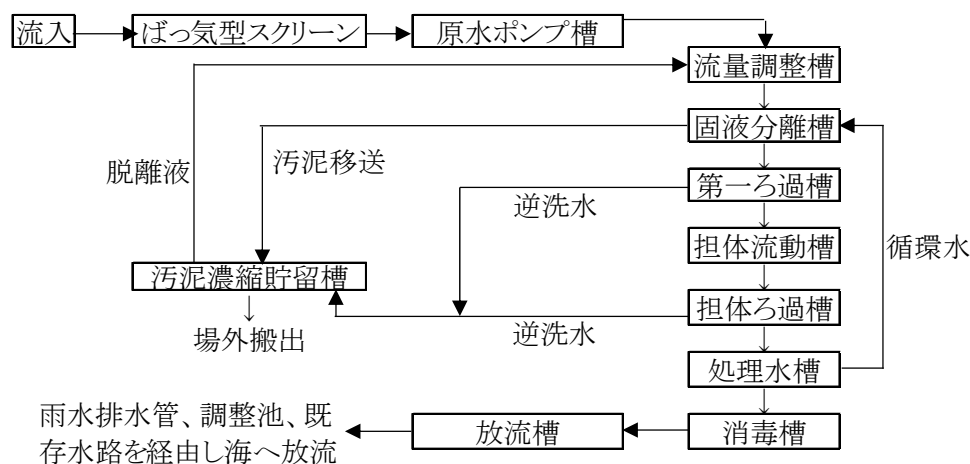 流入
ばっ気型スクリーン
原水ポンプ槽
流量調整槽
固液分離槽
汚泥移送
脱離液
第一ろ過槽
逆洗水
担体流動槽
循環水
汚泥濃縮貯留槽
担体ろ過槽
場外搬出
逆洗水
処理水槽
雨水排水管、調整池、既
存水路を経由し海へ放流
放流槽
消毒槽